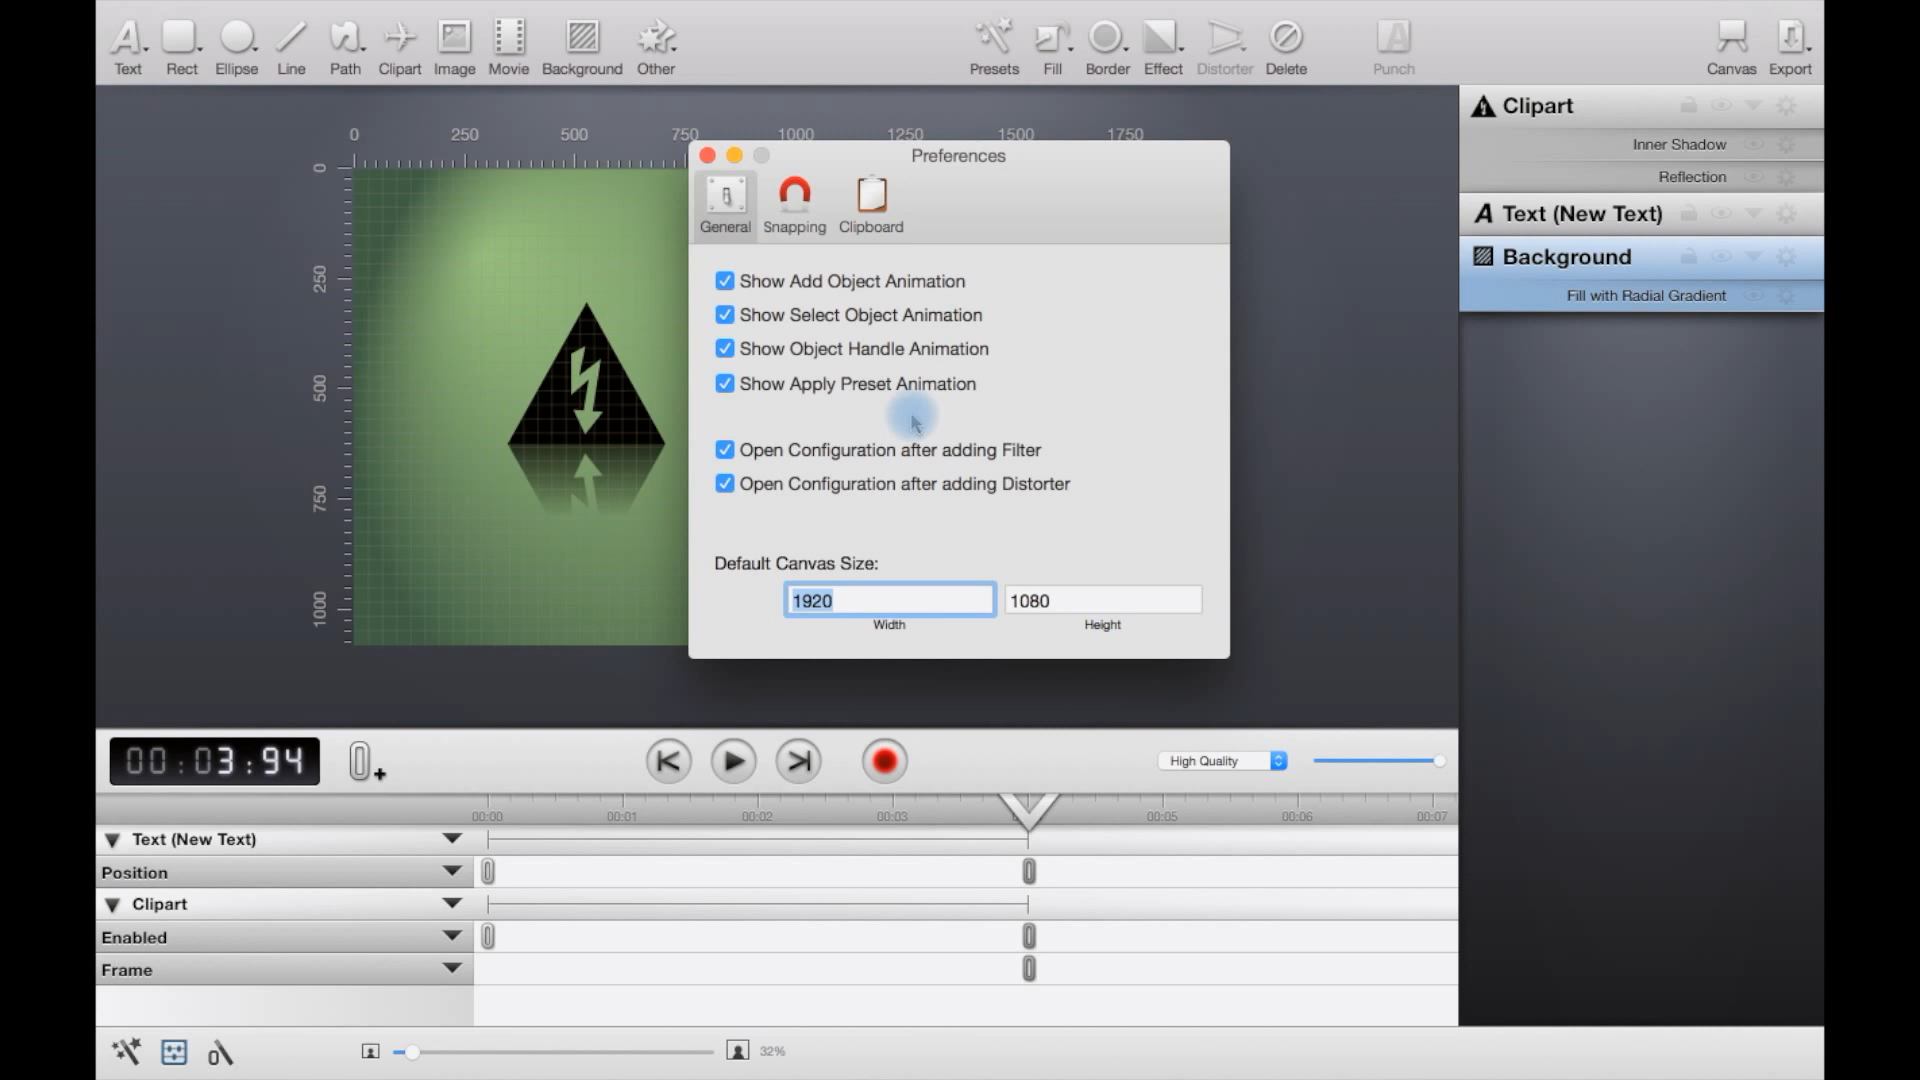 Text Rect Ellipse Line Path Clipart Image Movie Background Other Presets Fill Border Effect Distorter Delete Punch Canvas Export
0 250 500 750 1000 1250 1500 1750
0
250
500
750
1000
Preferences
General Snapping Clipboard
Show Add Object Animation
Show Select Object Animation
Show Object Handle Animation
Show Apply Preset Animation
Open Configuration after adding Filter
Open Configuration after adding Distorter
Default Canvas Size:
1920 1080
Width Height
Clipart
Inner Shadow
Reflection
Text (New Text)
Background
Fill with Radial Gradient
00:03:94
High Quality
00:00 00:01 00:02 00:03 00:05 00:06 00:07
Text (New Text)
Position
Clipart
Enabled
Frame
32%